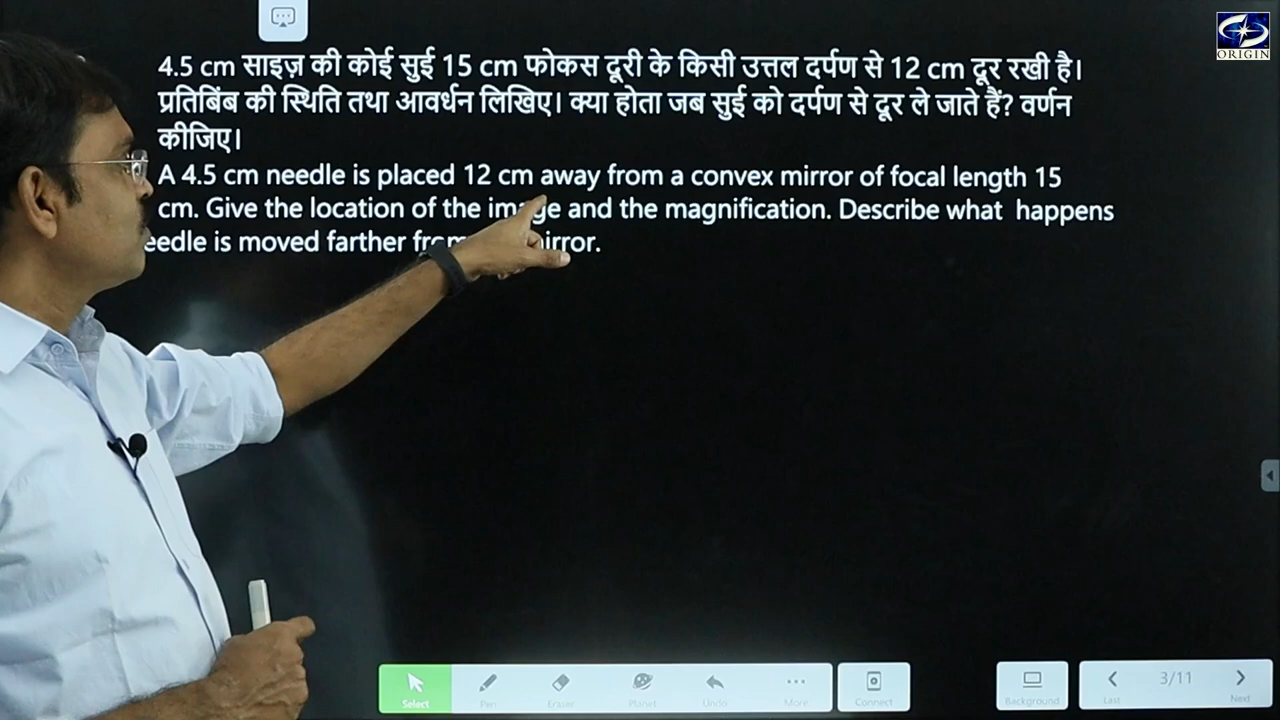 ORIGIN
4.5 cm साइज़ की कोई सुई 15 cm फोकस दूरी के किसी उत्तल दर्पण से 12 cm दूर रखी है।
प्रतिबिंब की स्थिति तथा आवर्धन लिखिए। क्या होता जब सुई को दर्पण से दूर ले जाते हैं? वर्णन
कीजिए।
A 4.5 cm needle is placed 12 cm away from a convex mirror of focal length 15
cm. Give the location of the image and the magnification. Describe what happens
is moved farther
Select Pen Eraser Planet Undo More Connect Background Last 3/11 Next